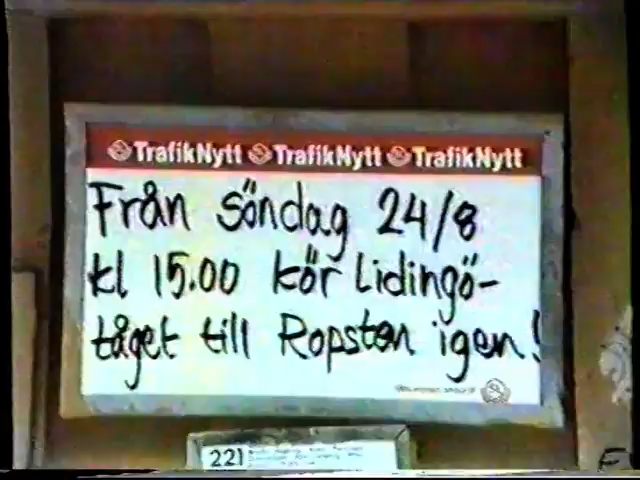 TrafikNytt TrafikNytt TrafikNytt
Från söndag 24/8
kl 15.00 kör Lidingö-
tåget till Ropsten igen!
221
F